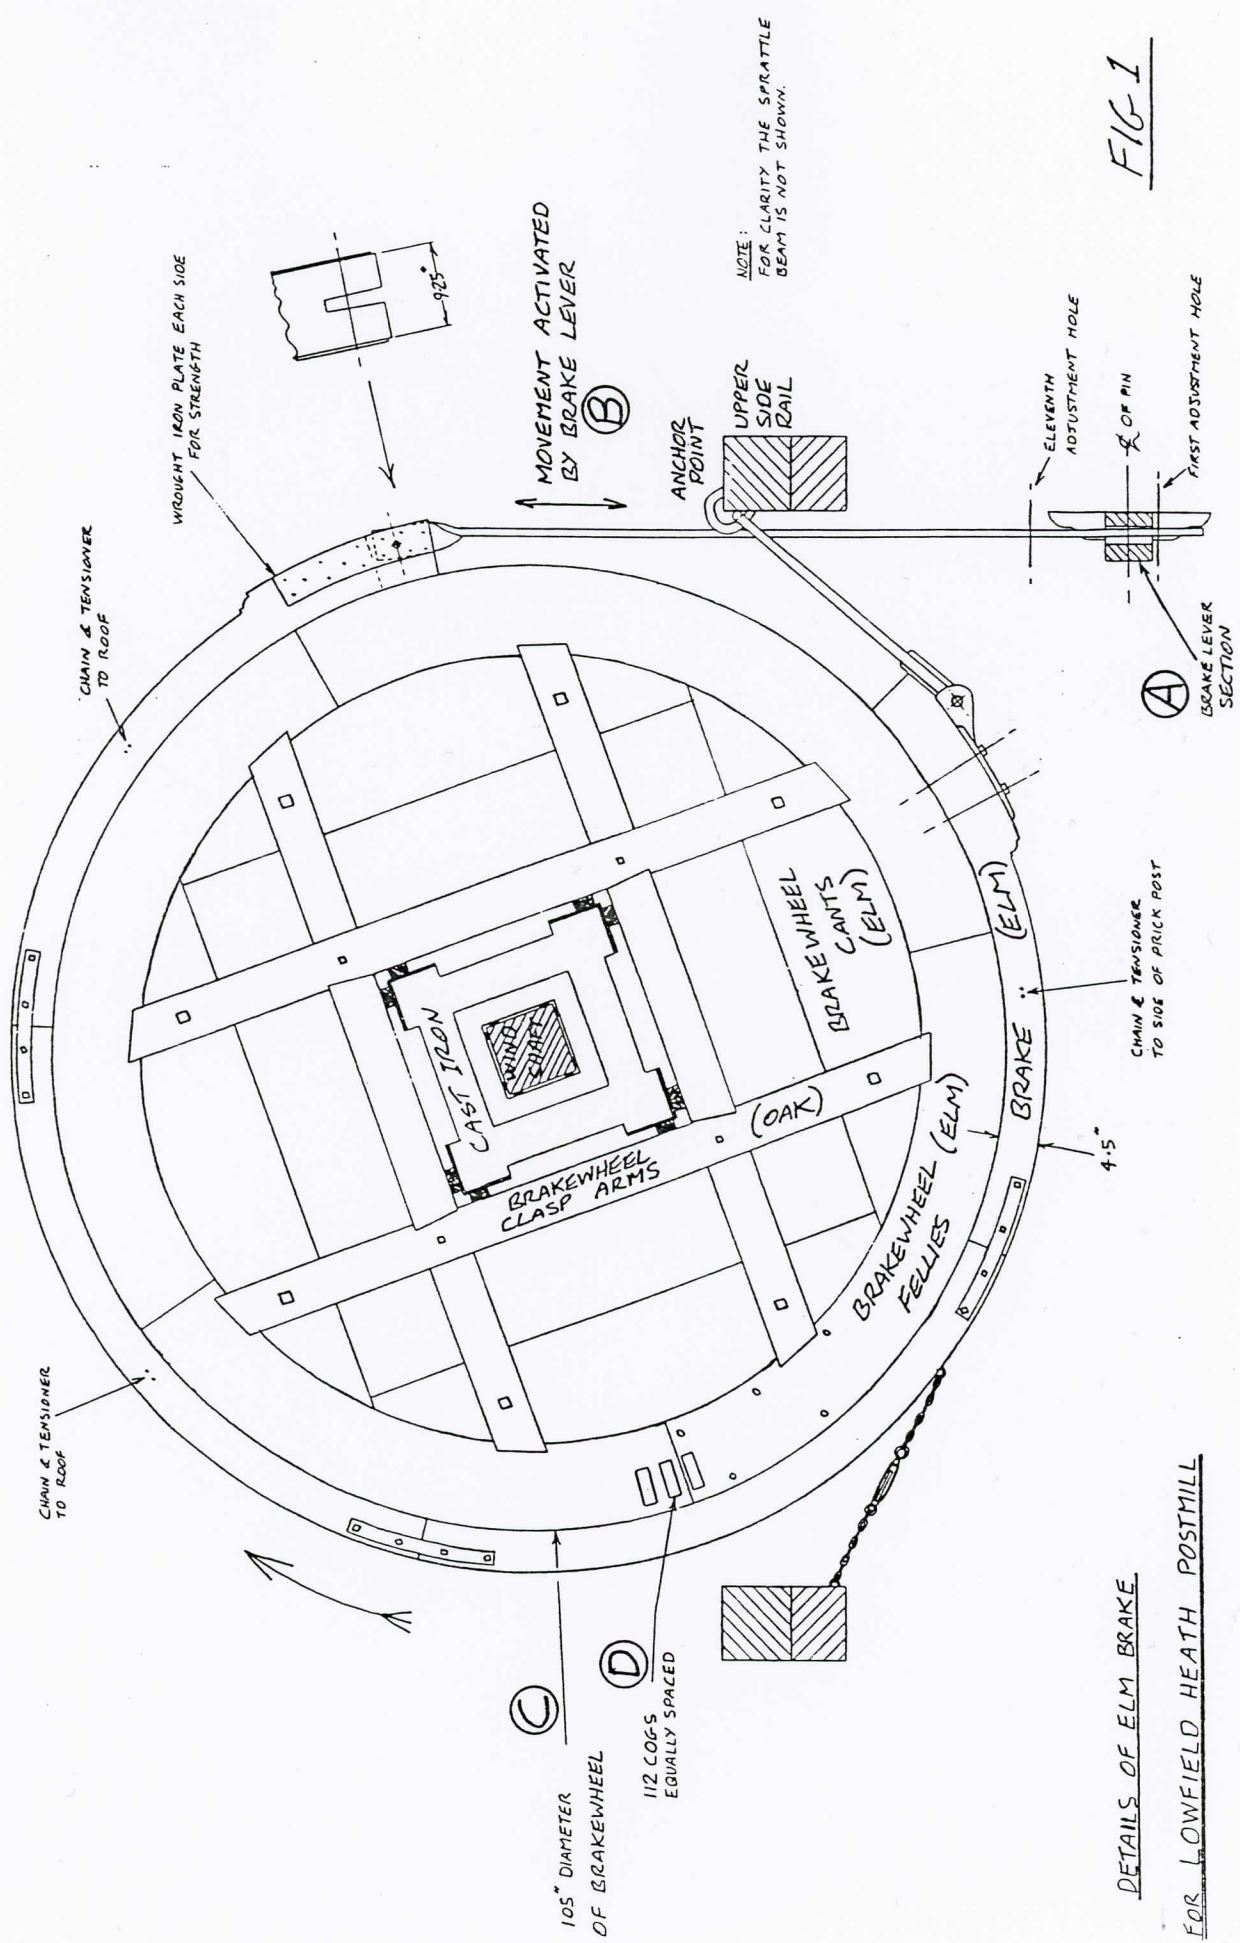 CHAIN & TENSIONER
TO ROOF
CHAIN & TENSIONER
TO ROOF
WROUGHT IRON PLATE EACH SIDE
FOR STRENGTH
9.25"
MOVEMENT ACTIVATED
BY BRAKE LEVER
B
ANCHOR
POINT
UPPER
SIDE
RAIL
NOTE:
FOR CLARITY THE SPRATTLE
BEAM IS NOT SHOWN.
FIG 1
ELEVENTH
ADJUSTMENT HOLE
℄ OF PIN
FIRST ADJUSTMENT HOLE
A
BRAKE LEVER
SECTION
CAST IRON
WIND
SHAFT
BRAKEWHEEL
CLASP ARMS
(OAK)
BRAKEWHEEL
CANTS
(ELM)
BRAKEWHEEL (ELM)
FELLIES
BRAKE (ELM)
4.5"
CHAIN & TENSIONER
TO SIDE OF PRICK POST
C
105" DIAMETER
OF BRAKEWHEEL
D
112 COGS
EQUALLY SPACED
DETAILS OF ELM BRAKE
FOR LOWFIELD HEATH POSTMILL